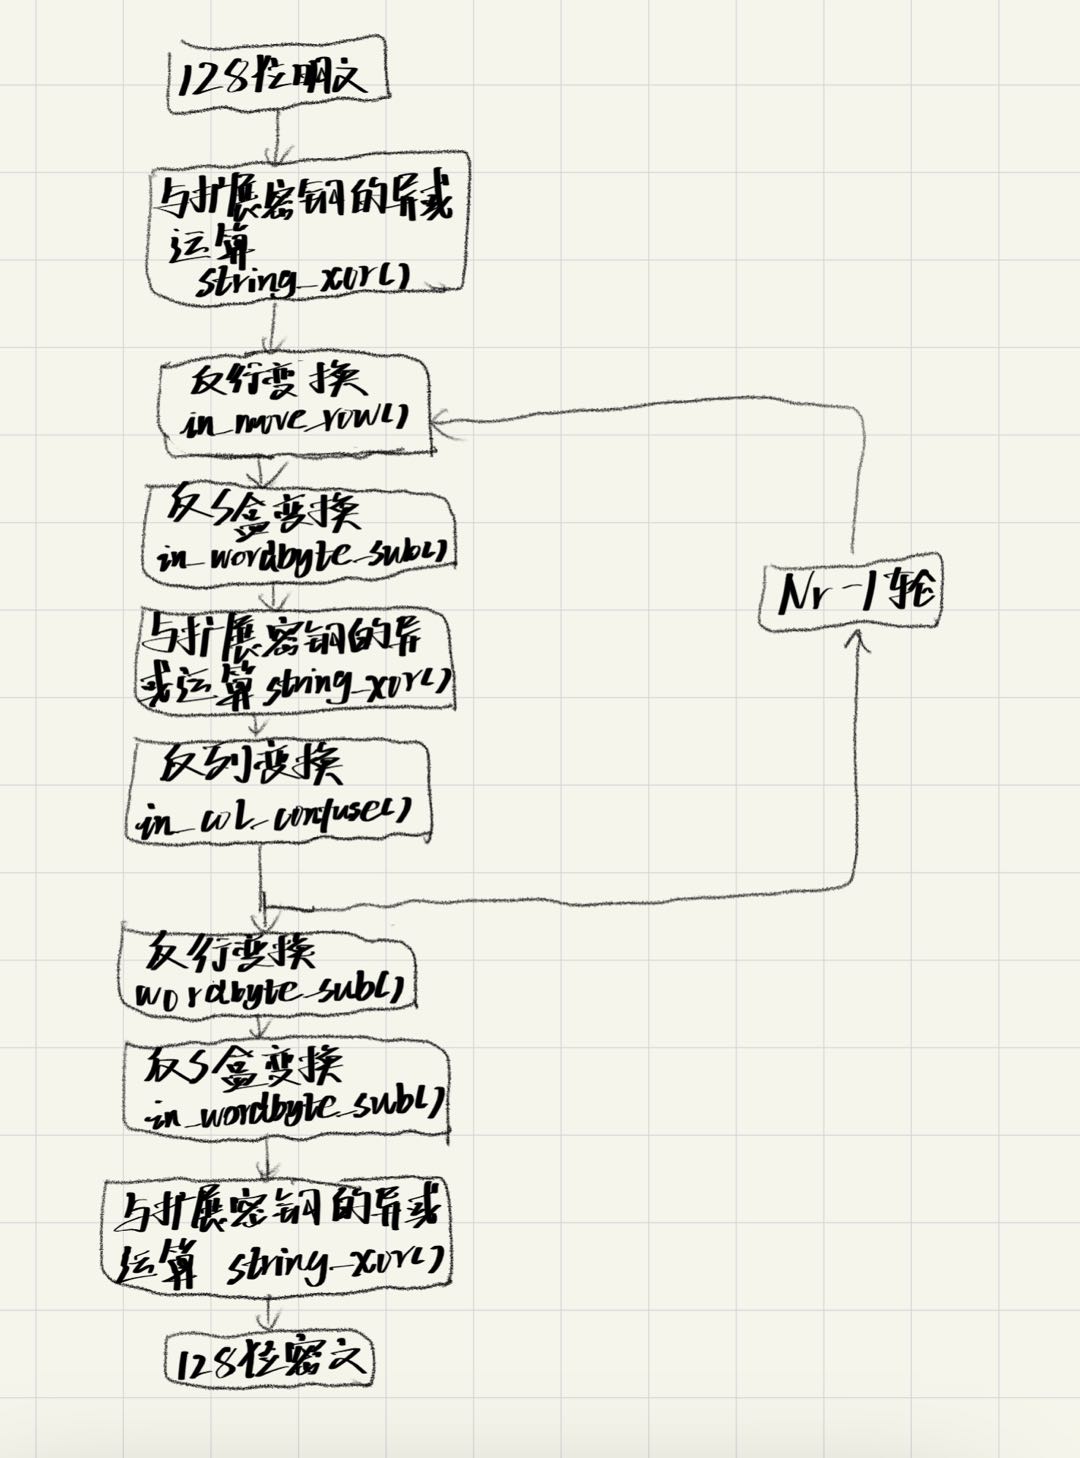 128位明文
与扩展密钥的异或
运算
string_xor()
反行变换
in_move_row()
反S盒变换
in_wordbyte_sub()
与扩展密钥的异
或运算 string_xor()
反列变换
in_col_confuse()
Nr-1轮
反行变换
wordbyte_sub()
反S盒变换
in_wordbyte_sub()
与扩展密钥的异或
运算 string_xor()
128位密文